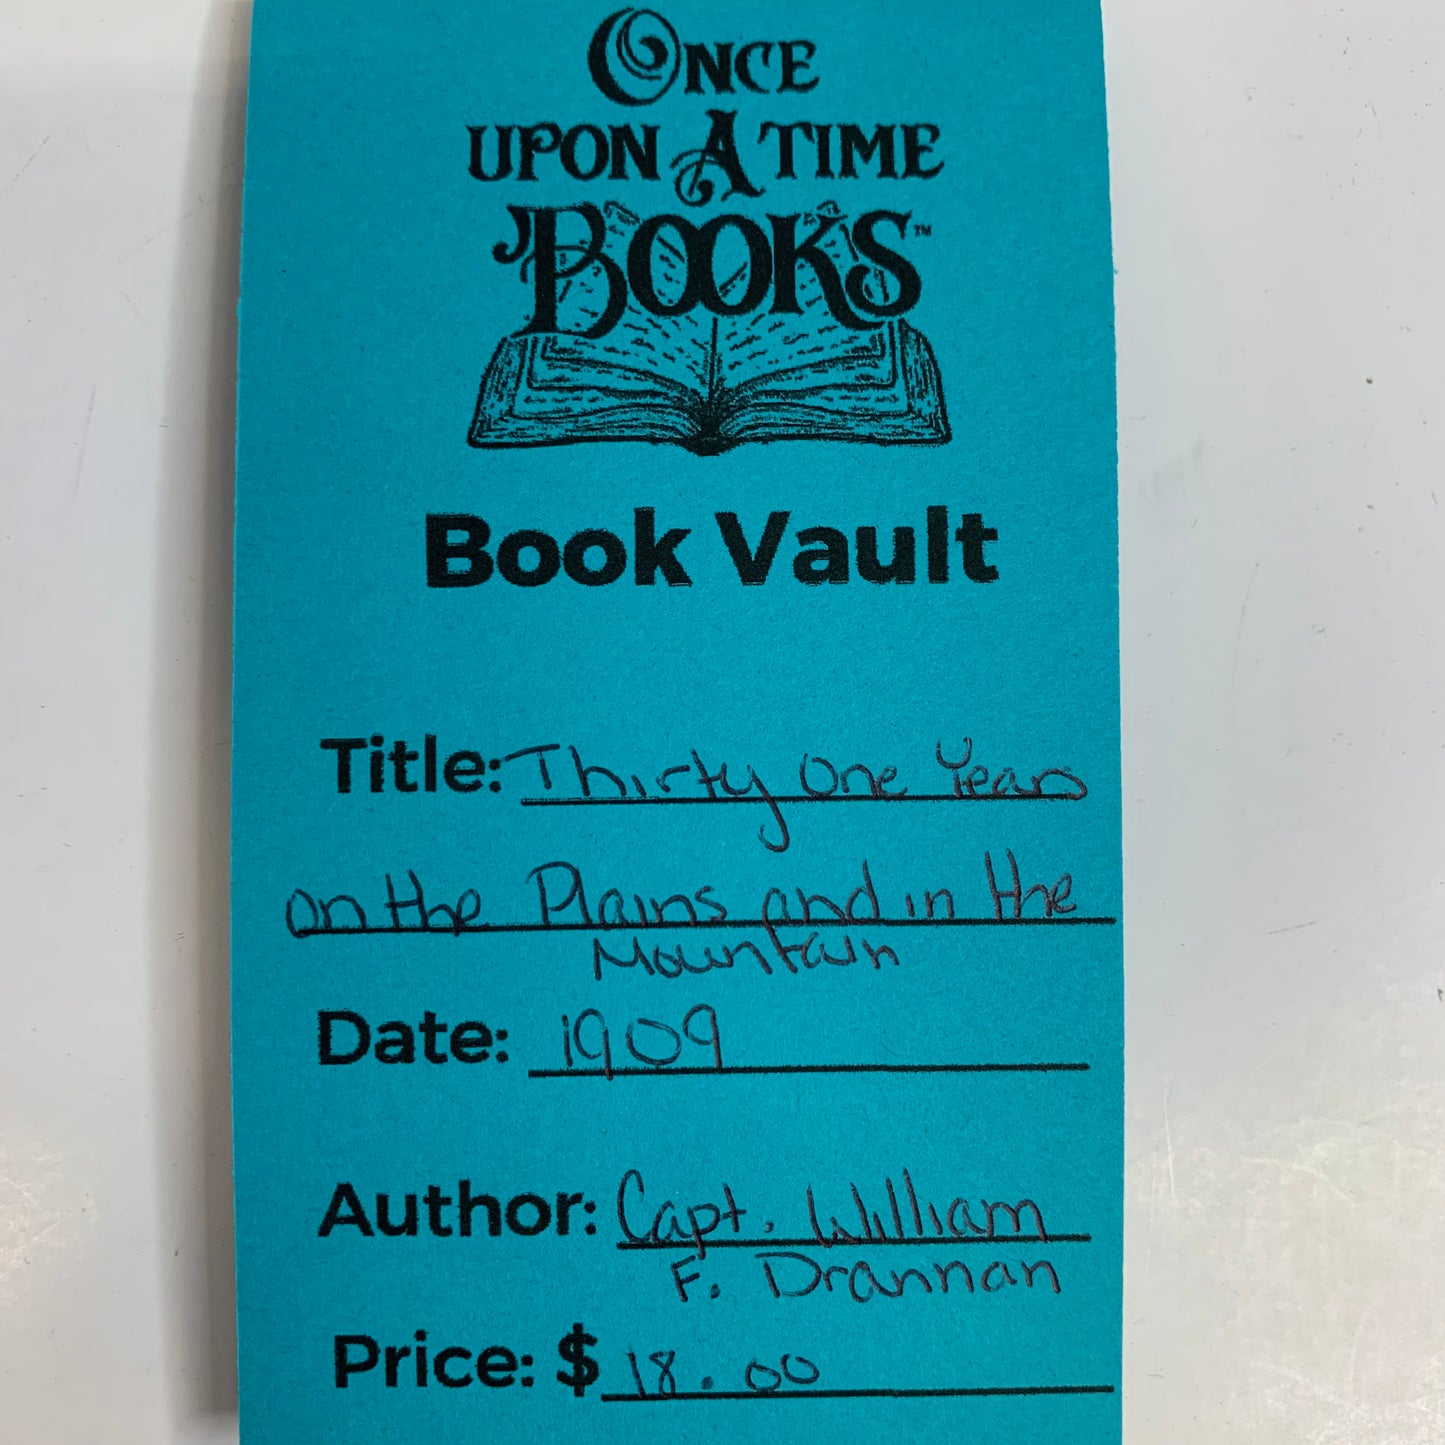 ONCE
UPON A TIME
BOOKS™
Book Vault
Title: Thirty One Years
on the Plains and in the
Mountain
Date: 1909
Author: Capt. William
F. Drannan
Price: $18.00